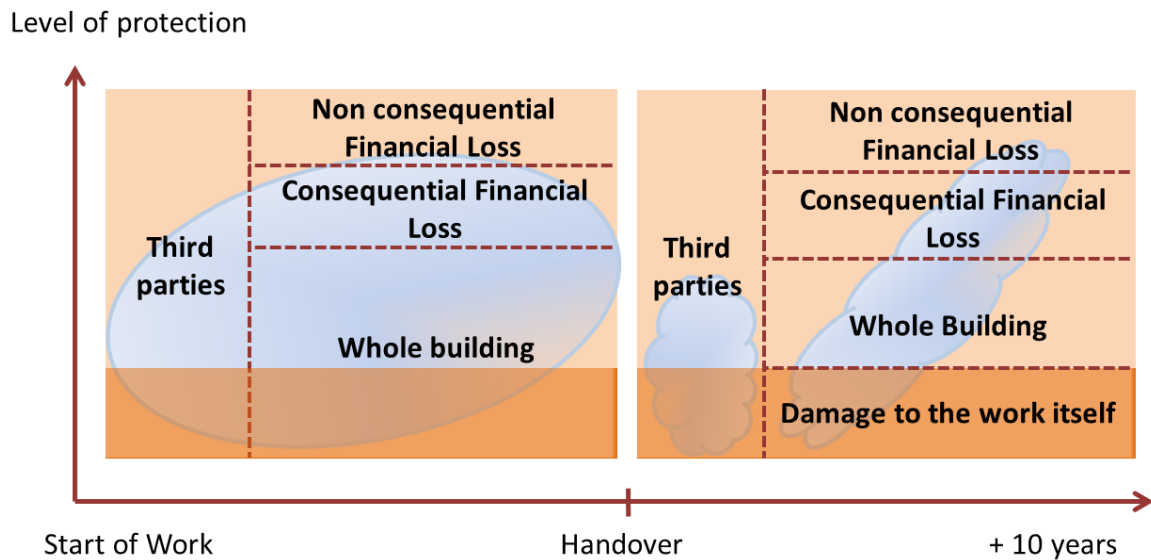 Level of protection
Non consequential
Financial Loss
Consequential Financial
Loss
Third
parties
Whole building
Non consequential
Financial Loss
Consequential Financial
Loss
Third
parties
Whole Building
Damage to the work itself
Start of Work
Handover
+ 10 years